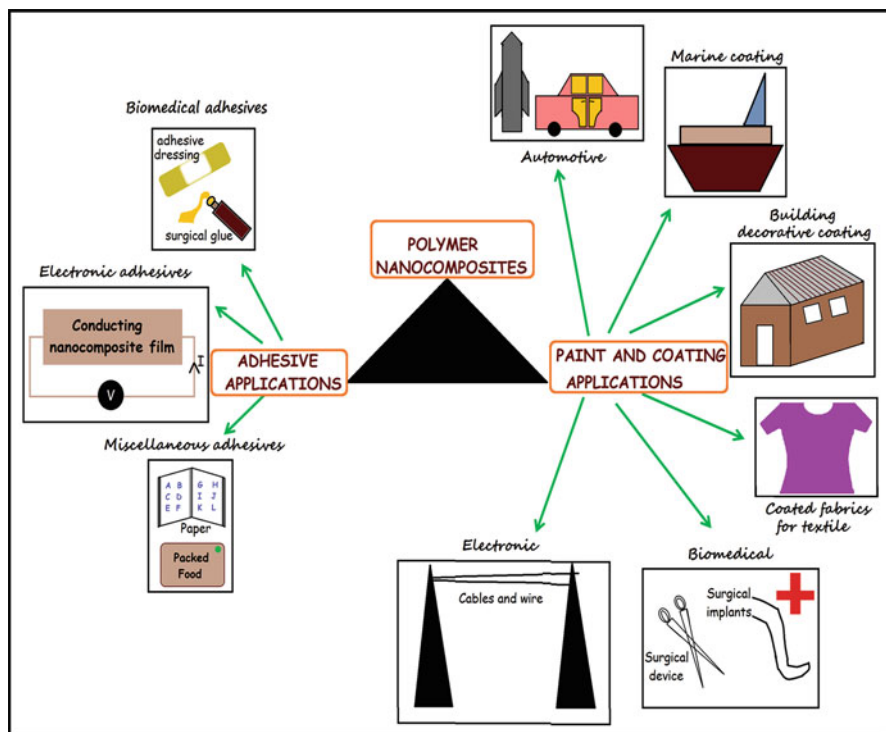 Biomedical adhesives
adhesive
dressing
surgical glue
Electronic adhesives
Conducting
nanocomposite film
I
V
ADHESIVE
APPLICATIONS
Miscellaneous adhesives
A B G H
C D I J
E F K L
Paper
Packed
Food
POLYMER
NANOCOMPOSITES
Automotive
Marine coating
Building
decorative coating
PAINT AND COATING
APPLICATIONS
Coated fabrics
for textile
Electronic
Cables and wire
Biomedical
Surgical
implants
Surgical
device